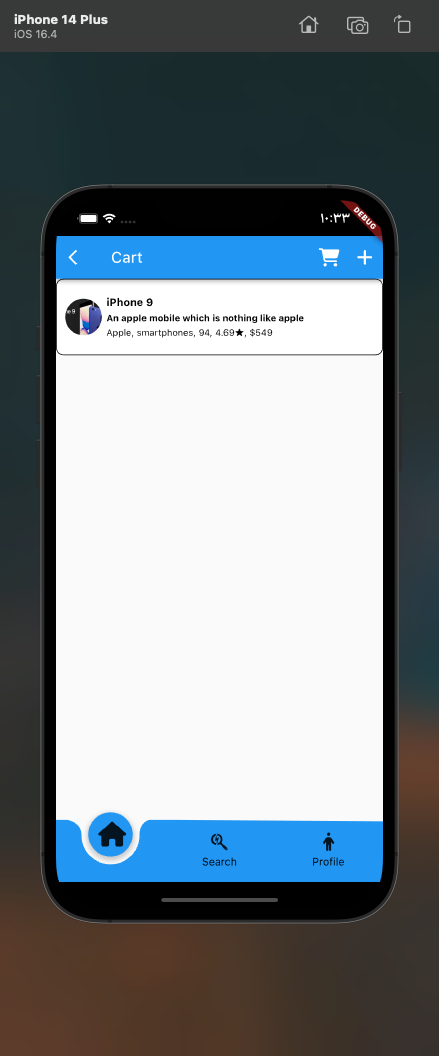 iPhone 14 Plus
iOS 16.4
١٠:٣٣
DEBUG
Cart
iPhone 9
An apple mobile which is nothing like apple
Apple, smartphones, 94, 4.69★, $549
Search
Profile